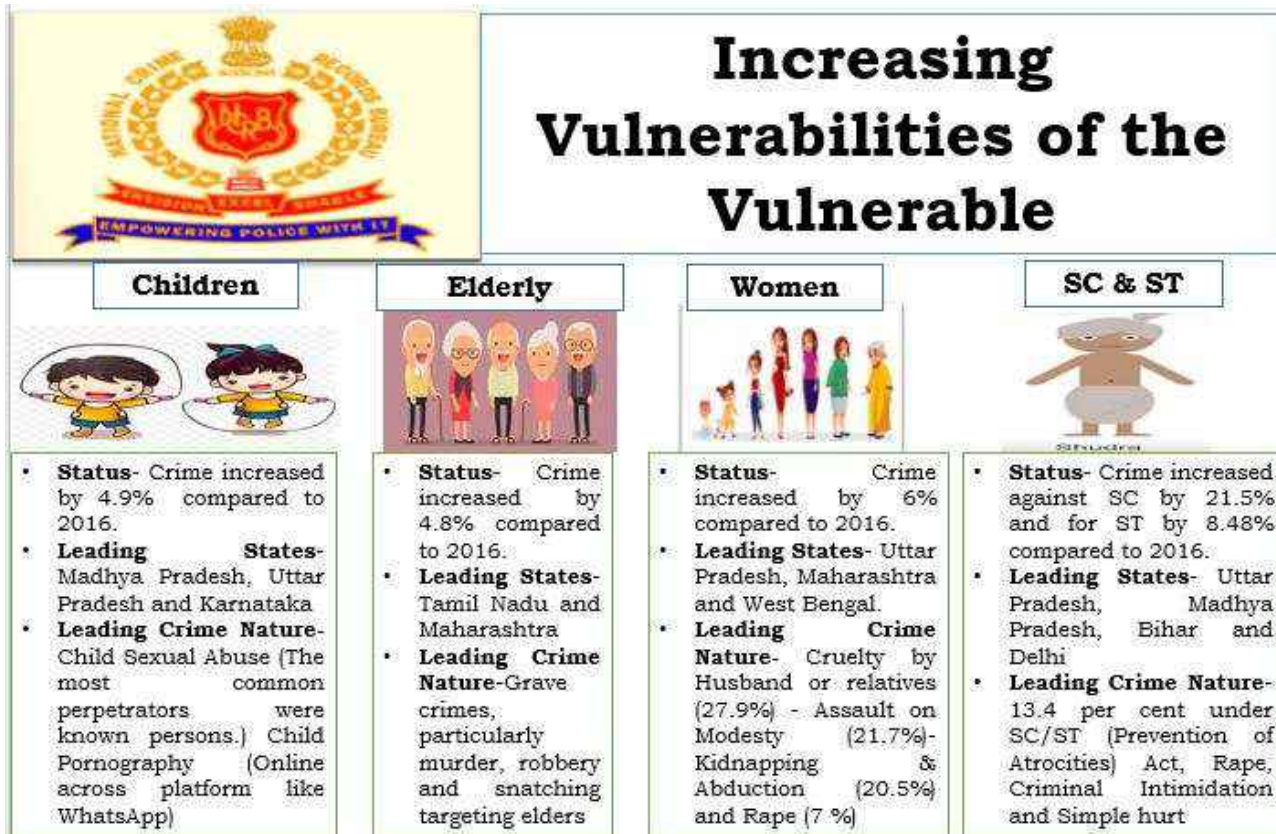 NATIONAL CRIME RECORDS BUREAU
NCRB
EMPOWERING POLICE WITH IT
Increasing
Vulnerabilities of the
Vulnerable
Children
• Status- Crime increased
by 4.9% compared to
2016.
• Leading States-
Madhya Pradesh, Uttar
Pradesh and Karnataka
• Leading Crime Nature-
Child Sexual Abuse (The
most common
perpetrators were
known persons.) Child
Pornography (Online
across platform like
WhatsApp)
Elderly
• Status- Crime
increased by
4.8% compared
to 2016.
• Leading States-
Tamil Nadu and
Maharashtra
• Leading Crime
Nature-Grave
crimes,
particularly
murder, robbery
and snatching
targeting elders
Women
• Status- Crime
increased by 6%
compared to 2016.
• Leading States- Uttar
Pradesh, Maharashtra
and West Bengal.
• Leading Crime
Nature- Cruelty by
Husband or relatives
(27.9%) - Assault on
Modesty (21.7%)-
Kidnapping &
Abduction (20.5%)
and Rape (7 %)
SC & ST
Shudra
• Status- Crime increased
against SC by 21.5%
and for ST by 8.48%
compared to 2016.
• Leading States- Uttar
Pradesh, Madhya
Pradesh, Bihar and
Delhi
• Leading Crime Nature-
13.4 per cent under
SC/ST (Prevention of
Atrocities) Act, Rape,
Criminal Intimidation
and Simple hurt